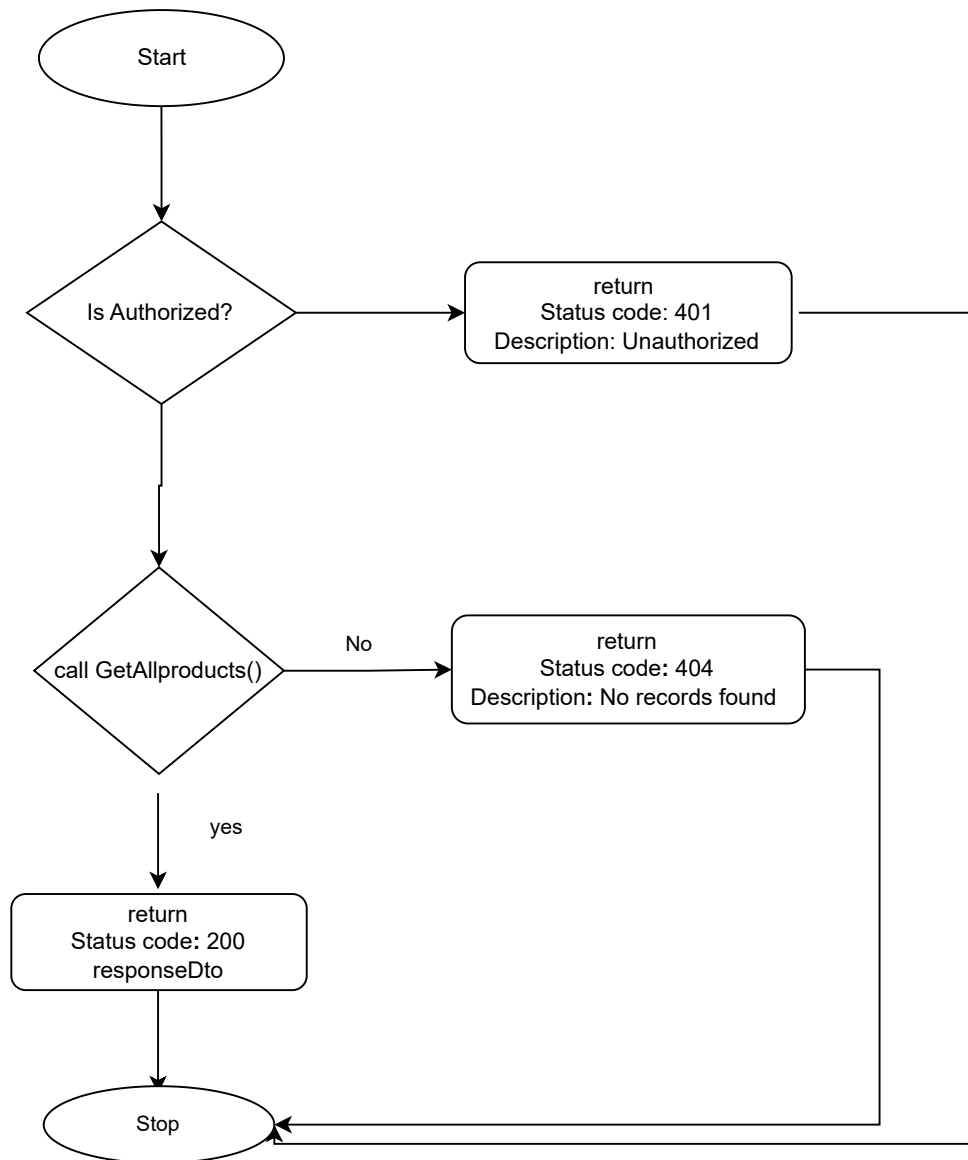 Start
Is Authorized?
return
Status code: 401
Description: Unauthorized
call GetAllproducts()
No
return
Status code: 404
Description: No records found
yes
return
Status code: 200
responseDto
Stop